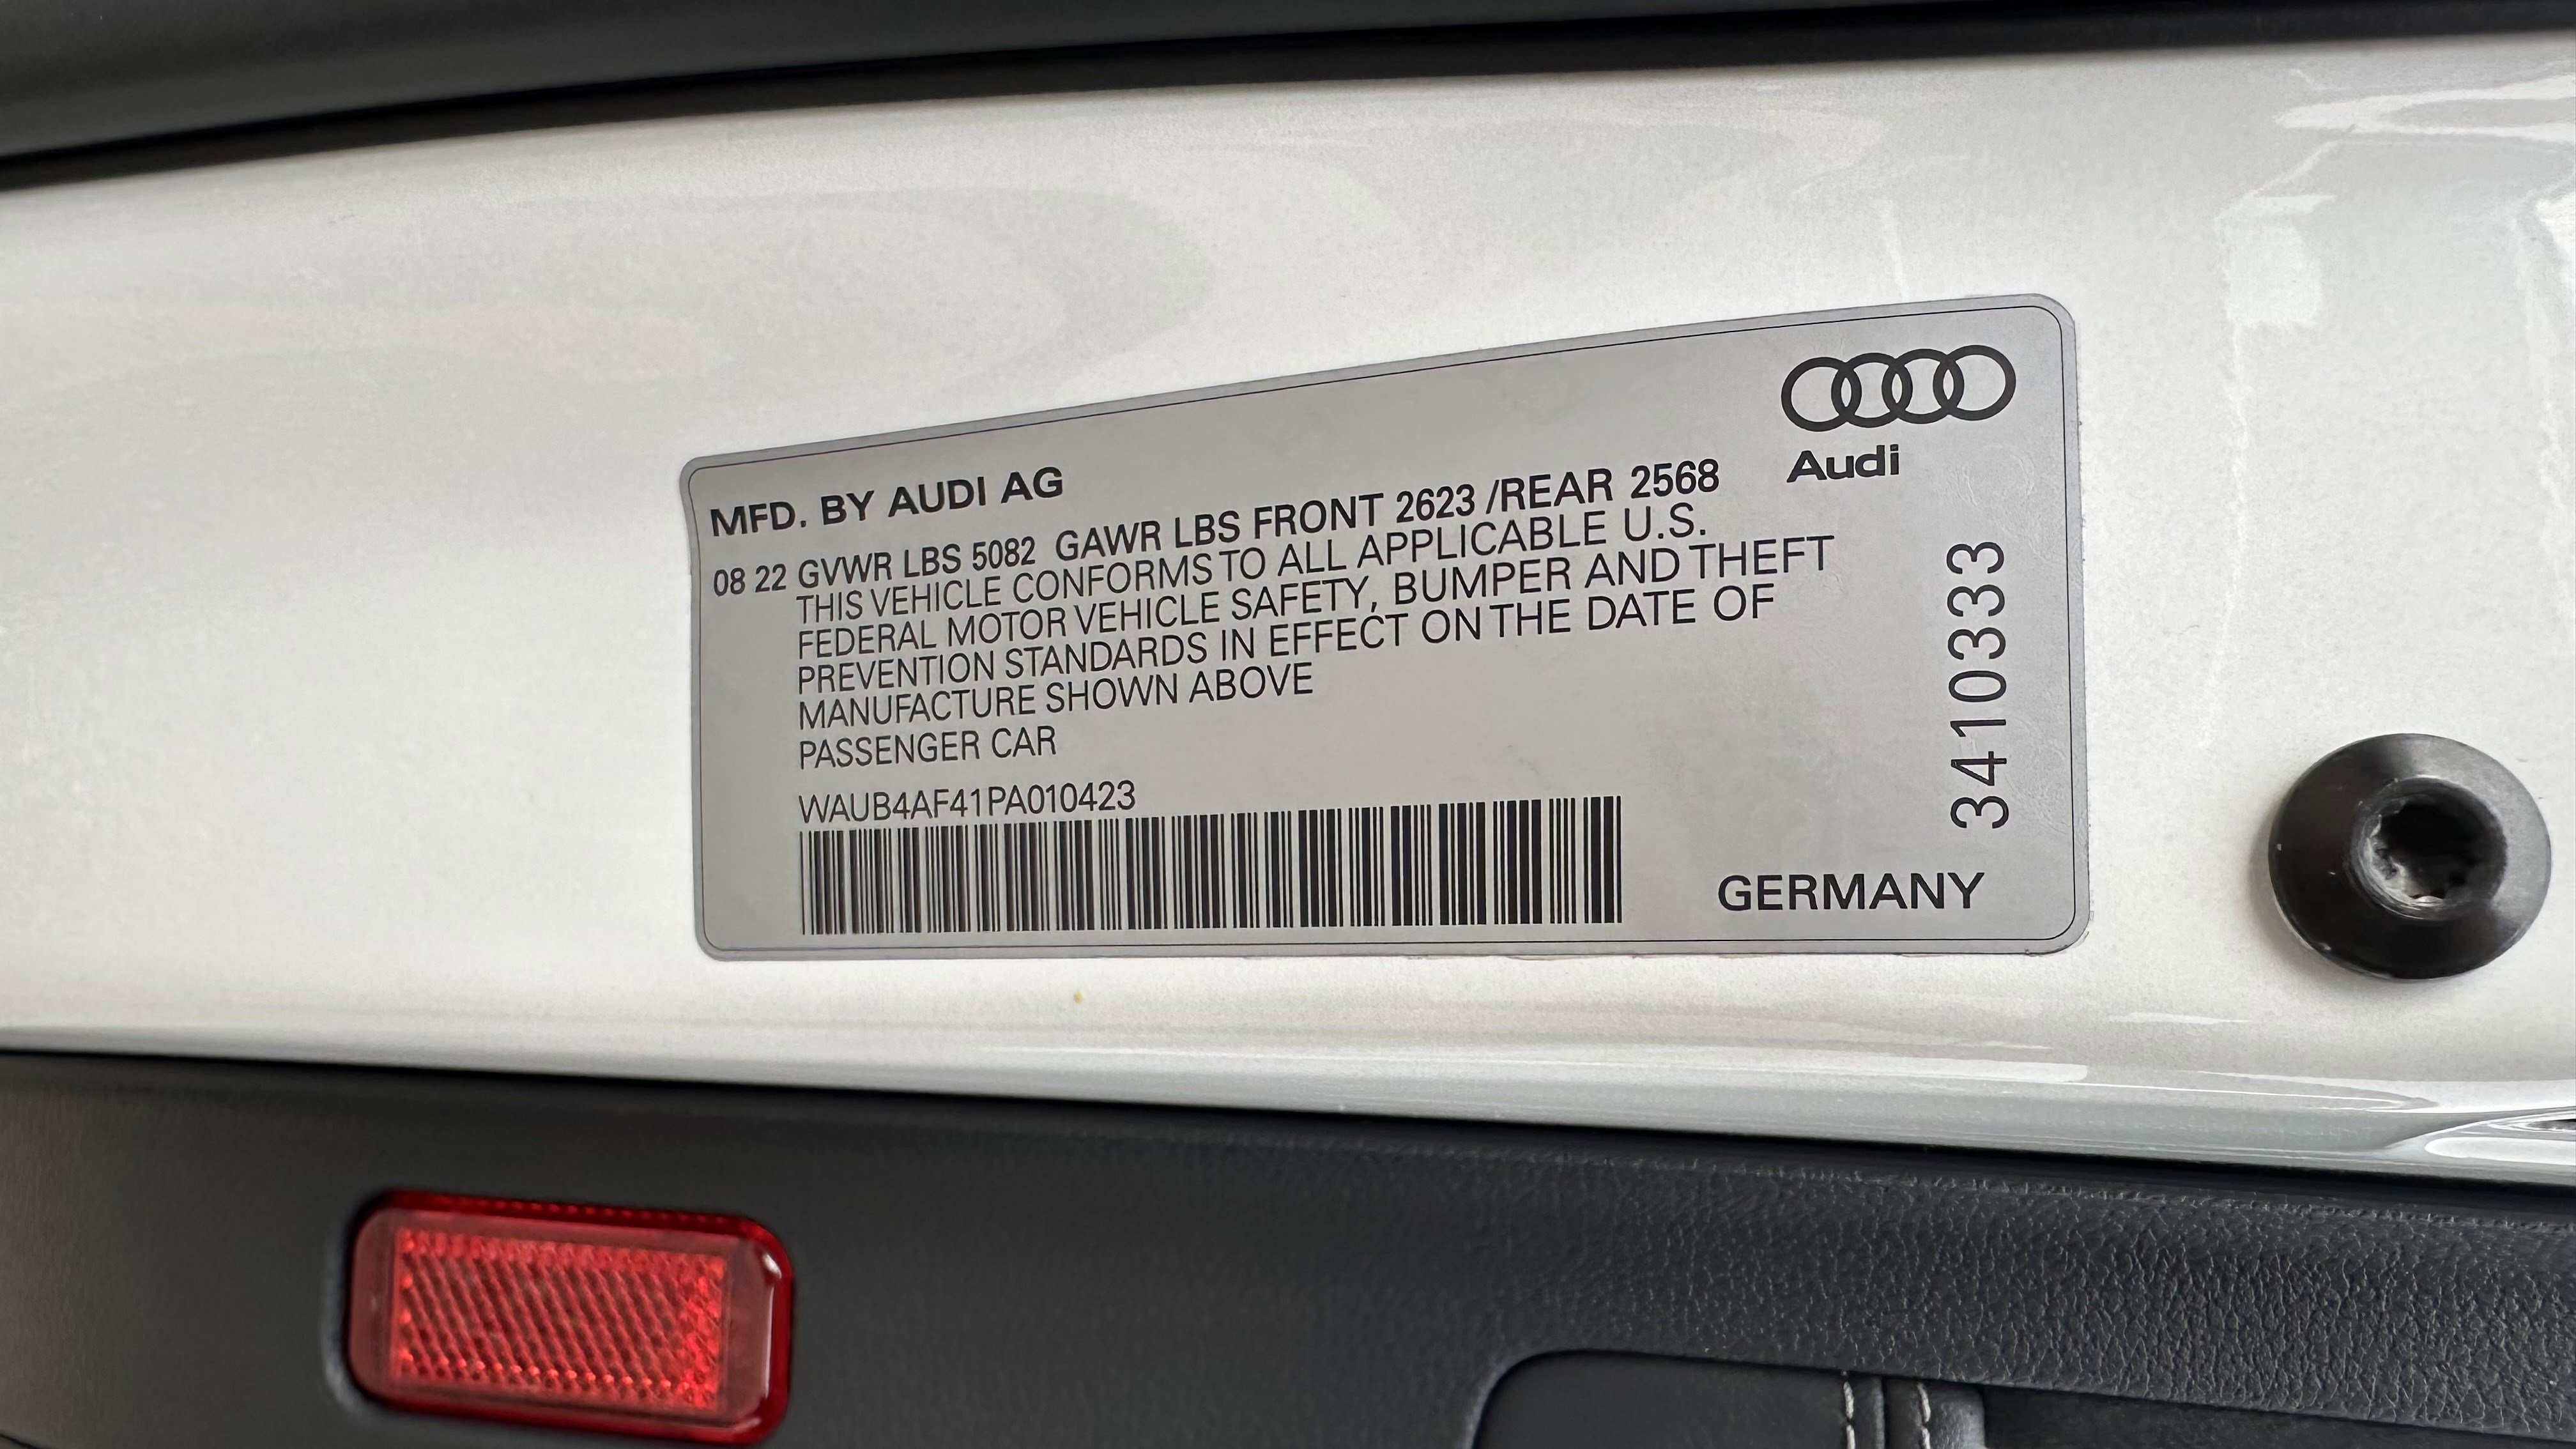 MFD. BY AUDI AG
Audi
08 22 GVWR LBS 5082 GAWR LBS FRONT 2623 /REAR 2568
THIS VEHICLE CONFORMS TO ALL APPLICABLE U.S.
FEDERAL MOTOR VEHICLE SAFETY, BUMPER AND THEFT
PREVENTION STANDARDS IN EFFECT ON THE DATE OF
MANUFACTURE SHOWN ABOVE
PASSENGER CAR
WAUB4AF41PA010423
3410333
GERMANY